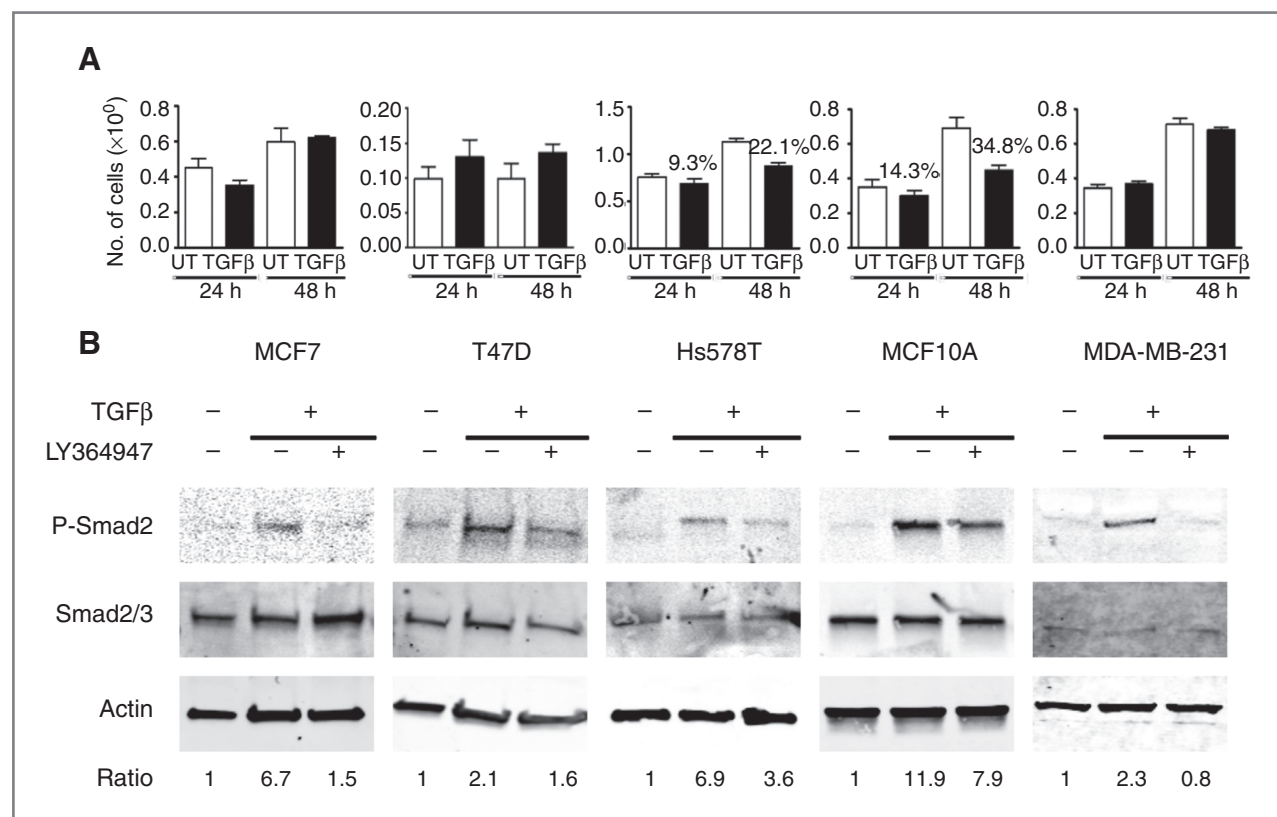 A
No. of cells (×10⁰)
0.8 0.6 0.4 0.2 0.0
0.20 0.15 0.10 0.05 0.00
1.5 1.0 0.5 0.0
0.8 0.6 0.4 0.2 0.0
0.8 0.6 0.4 0.2 0.0
9.3% 22.1% 14.3% 34.8%
UT TGFβ UT TGFβ UT TGFβ UT TGFβ UT TGFβ UT TGFβ UT TGFβ UT TGFβ UT TGFβ UT TGFβ
24 h 48 h 24 h 48 h 24 h 48 h 24 h 48 h 24 h 48 h
B
MCF7 T47D Hs578T MCF10A MDA-MB-231
TGFβ – + – + – + – + – +
LY364947 – – + – – + – – + – – + – – +
P-Smad2
Smad2/3
Actin
Ratio 1 6.7 1.5 1 2.1 1.6 1 6.9 3.6 1 11.9 7.9 1 2.3 0.8